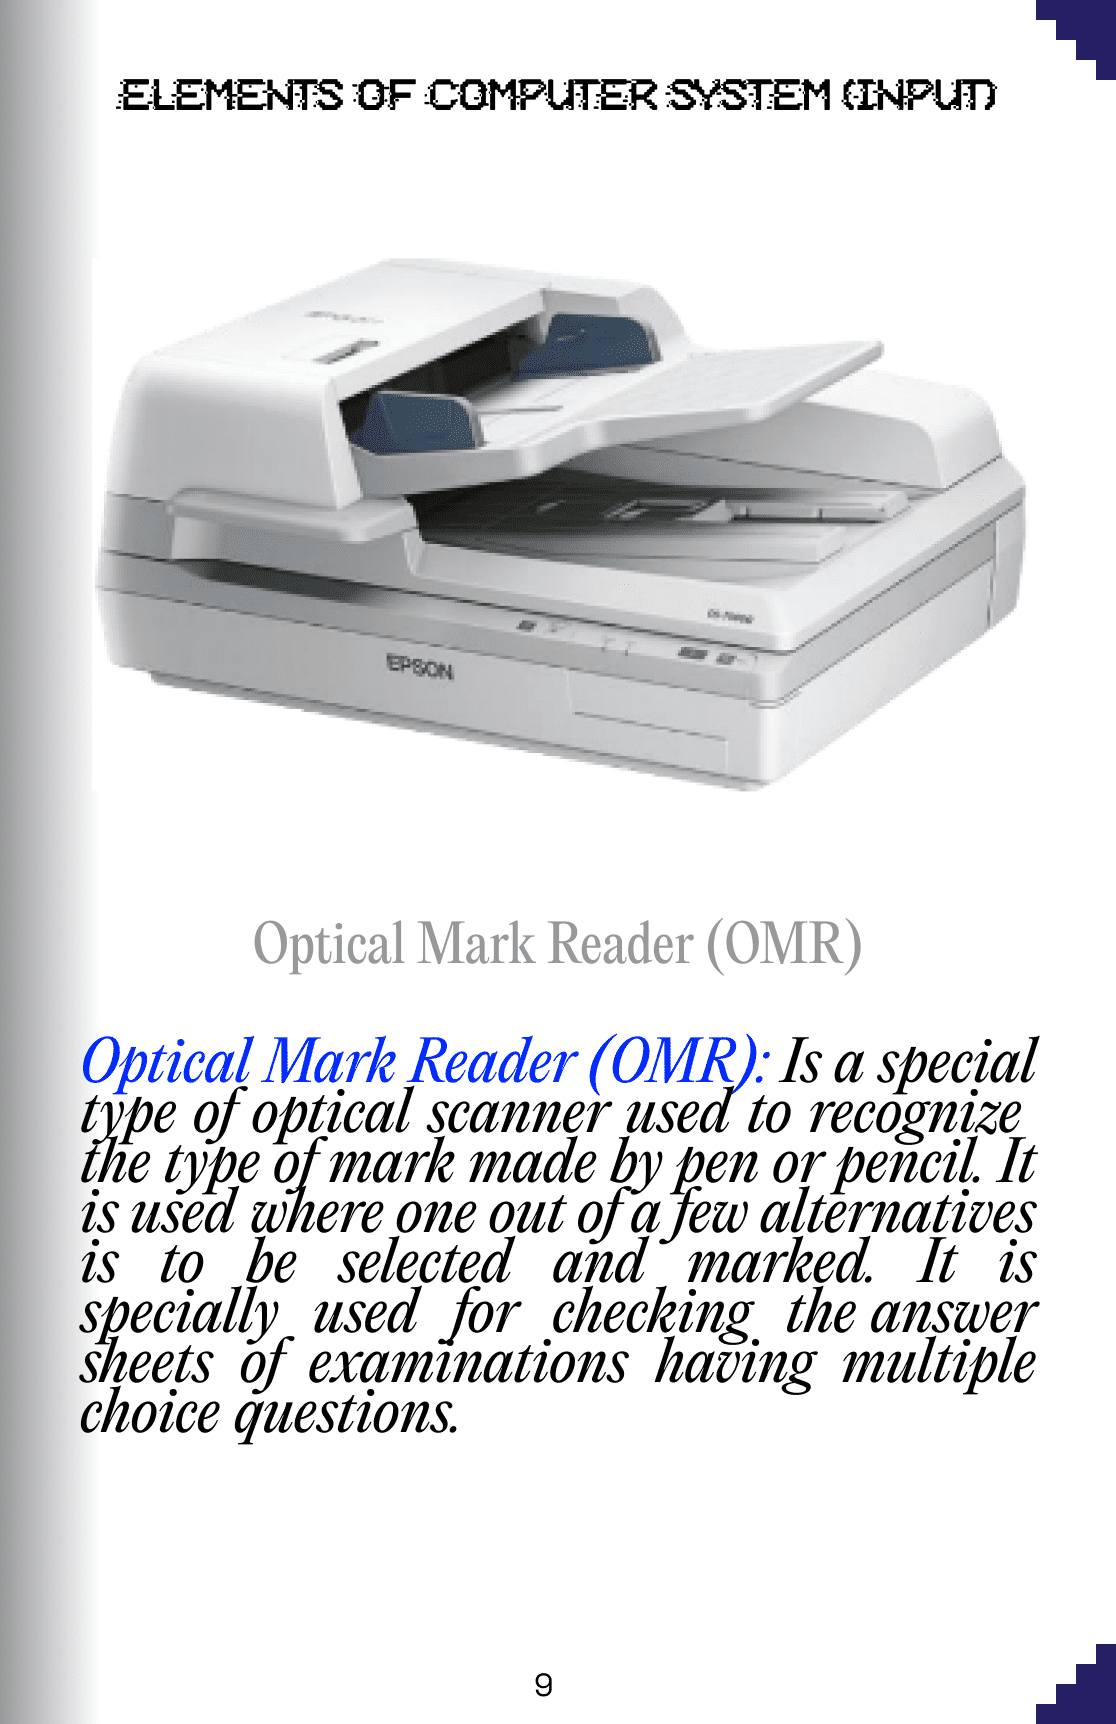 ELEMENTS OF COMPUTER SYSTEM (INPUT)
EPSON
Optical Mark Reader (OMR)
Optical Mark Reader (OMR): Is a special
type of optical scanner used to recognize
the type of mark made by pen or pencil. It
is used where one out of a few alternatives
is to be selected and marked. It is
specially used for checking the answer
sheets of examinations having multiple
choice questions.
9